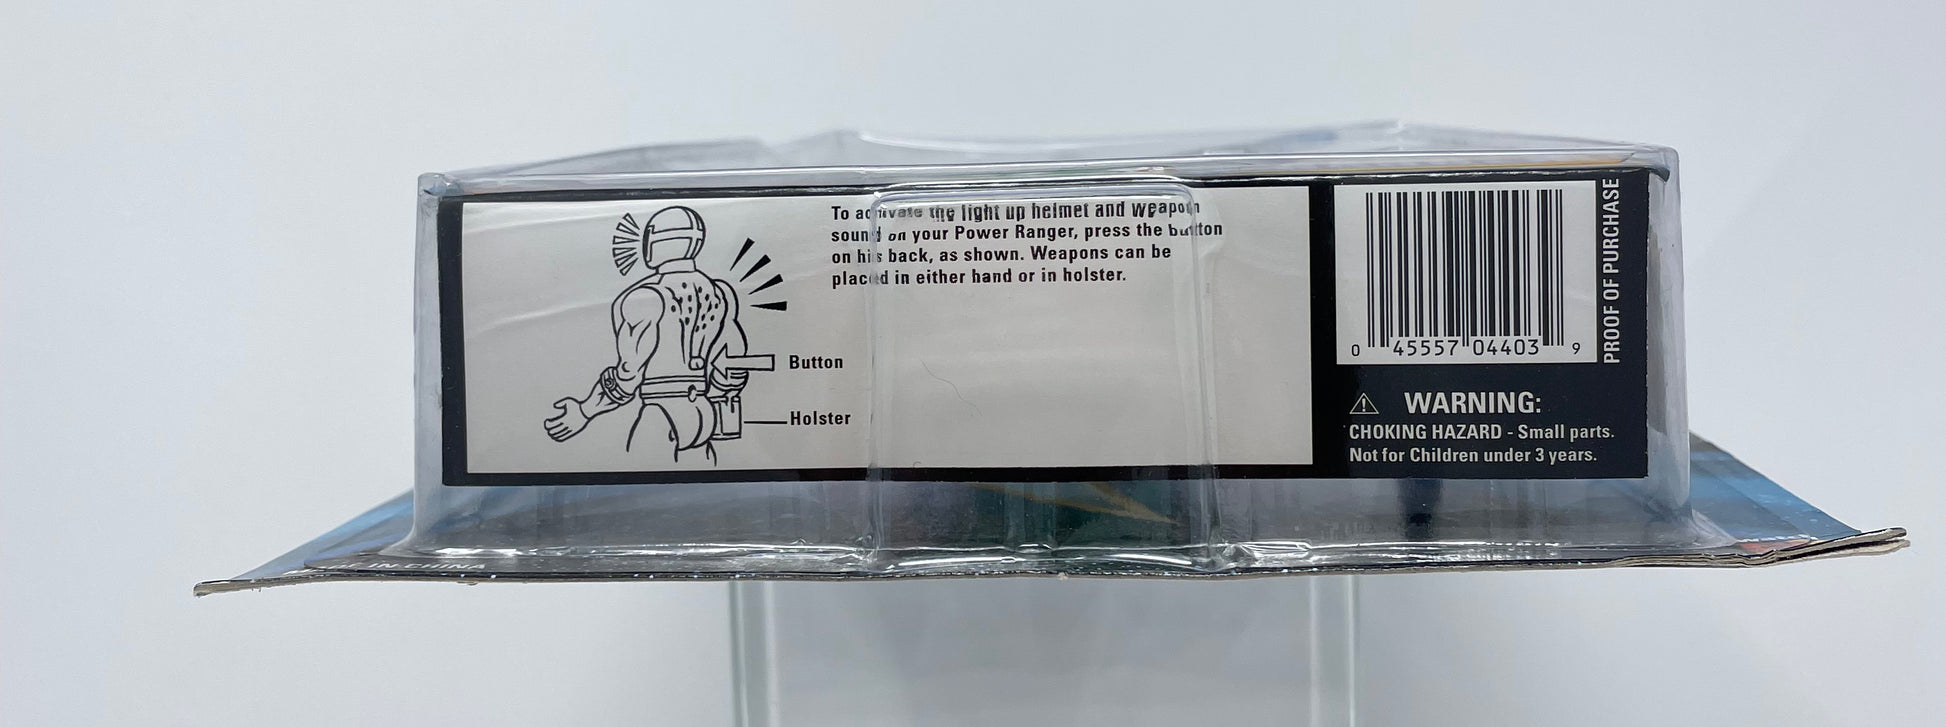 To activate the light up helmet and weapon
sound on your Power Ranger, press the button
on his back, as shown. Weapons can be
placed in either hand or in holster.
Button
Holster
0 45557 04403 9
PROOF OF PURCHASE
⚠ WARNING:
CHOKING HAZARD - Small parts.
Not for Children under 3 years.
IN CHINA